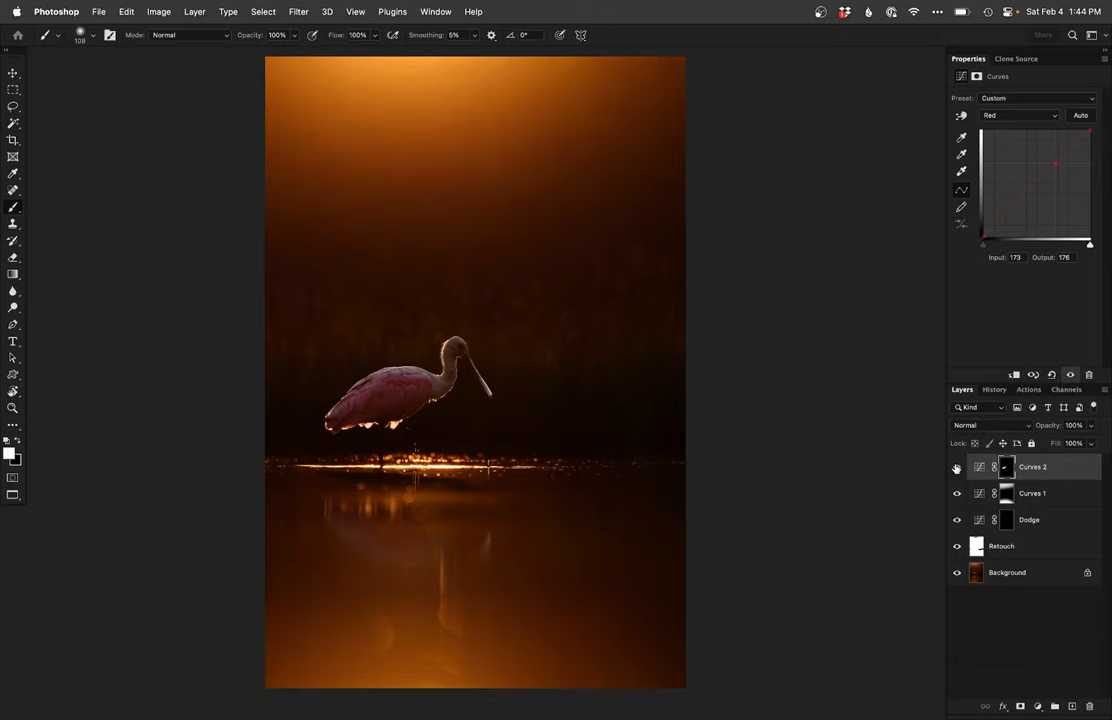 Photoshop File Edit Image Layer Type Select Filter 3D View Plugins Window Help Sat Feb 4 1:44 PM
108 Mode: Normal Opacity: 100% Flow: 100% Smoothing: 5% 0° Share
Properties Clone Source
Curves
Preset: Custom
Red Auto
Input: 173 Output: 176
Layers History Actions Channels
Kind
Normal Opacity: 100%
Lock: Fill: 100%
Curves 2
Curves 1
Dodge
Retouch
Background